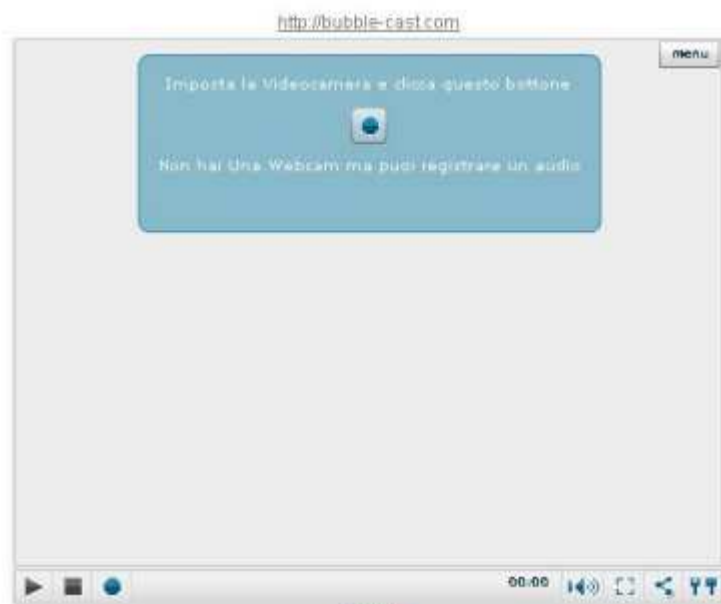 http://bubble-cast.com
menu
Imposta la Videocamera e clicca questo bottone
Non hai Una Webcam ma puoi registrare un audio
00:00